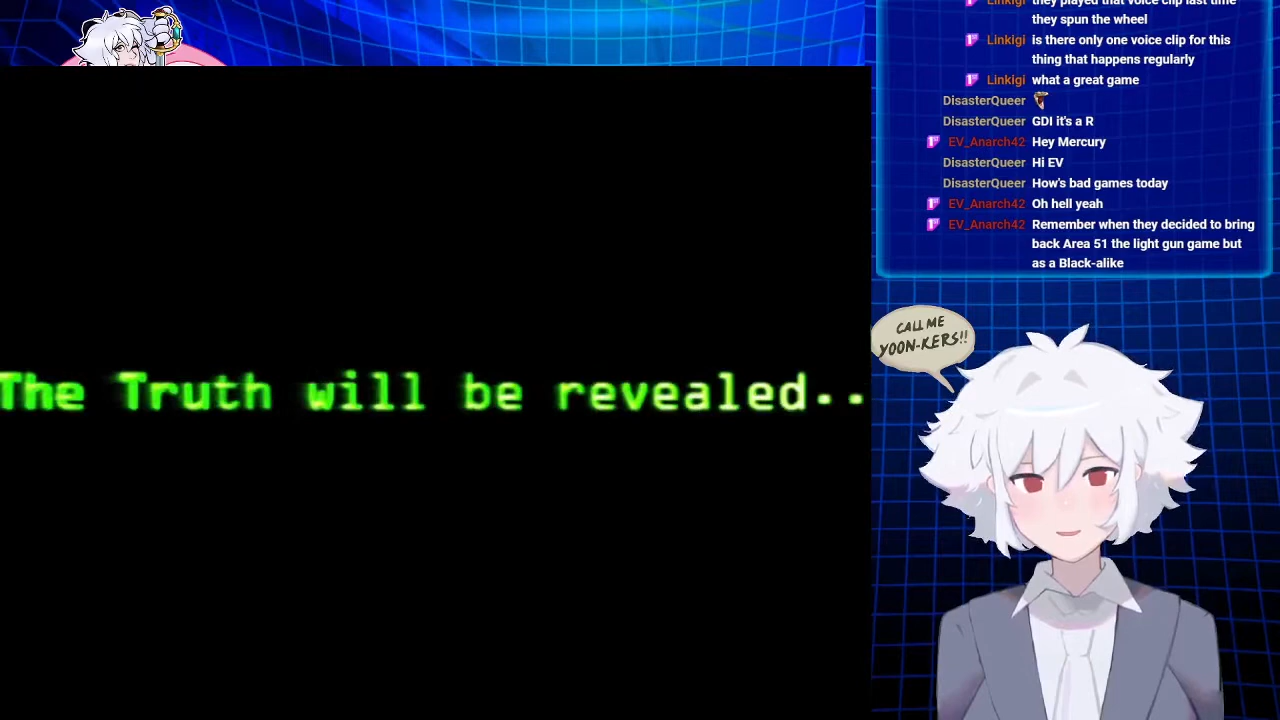 Linkigi they played that voice clip last time
they spun the wheel
Linkigi is there only one voice clip for this
thing that happens regularly
Linkigi what a great game
DisasterQueer
DisasterQueer GDI it's a R
EV_Anarch42 Hey Mercury
DisasterQueer Hi EV
DisasterQueer How's bad games today
EV_Anarch42 Oh hell yeah
EV_Anarch42 Remember when they decided to bring
back Area 51 the light gun game but
as a Black-alike
The Truth will be revealed..
CALL ME
YOON-KERS!!